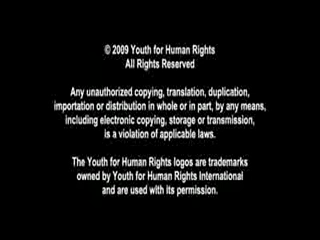 © 2009 Youth for Human Rights
All Rights Reserved
Any unauthorized copying, translation, duplication,
importation or distribution in whole or in part, by any means,
including electronic copying, storage or transmission,
is a violation of applicable laws.
The Youth for Human Rights logos are trademarks
owned by Youth for Human Rights International
and are used with its permission.